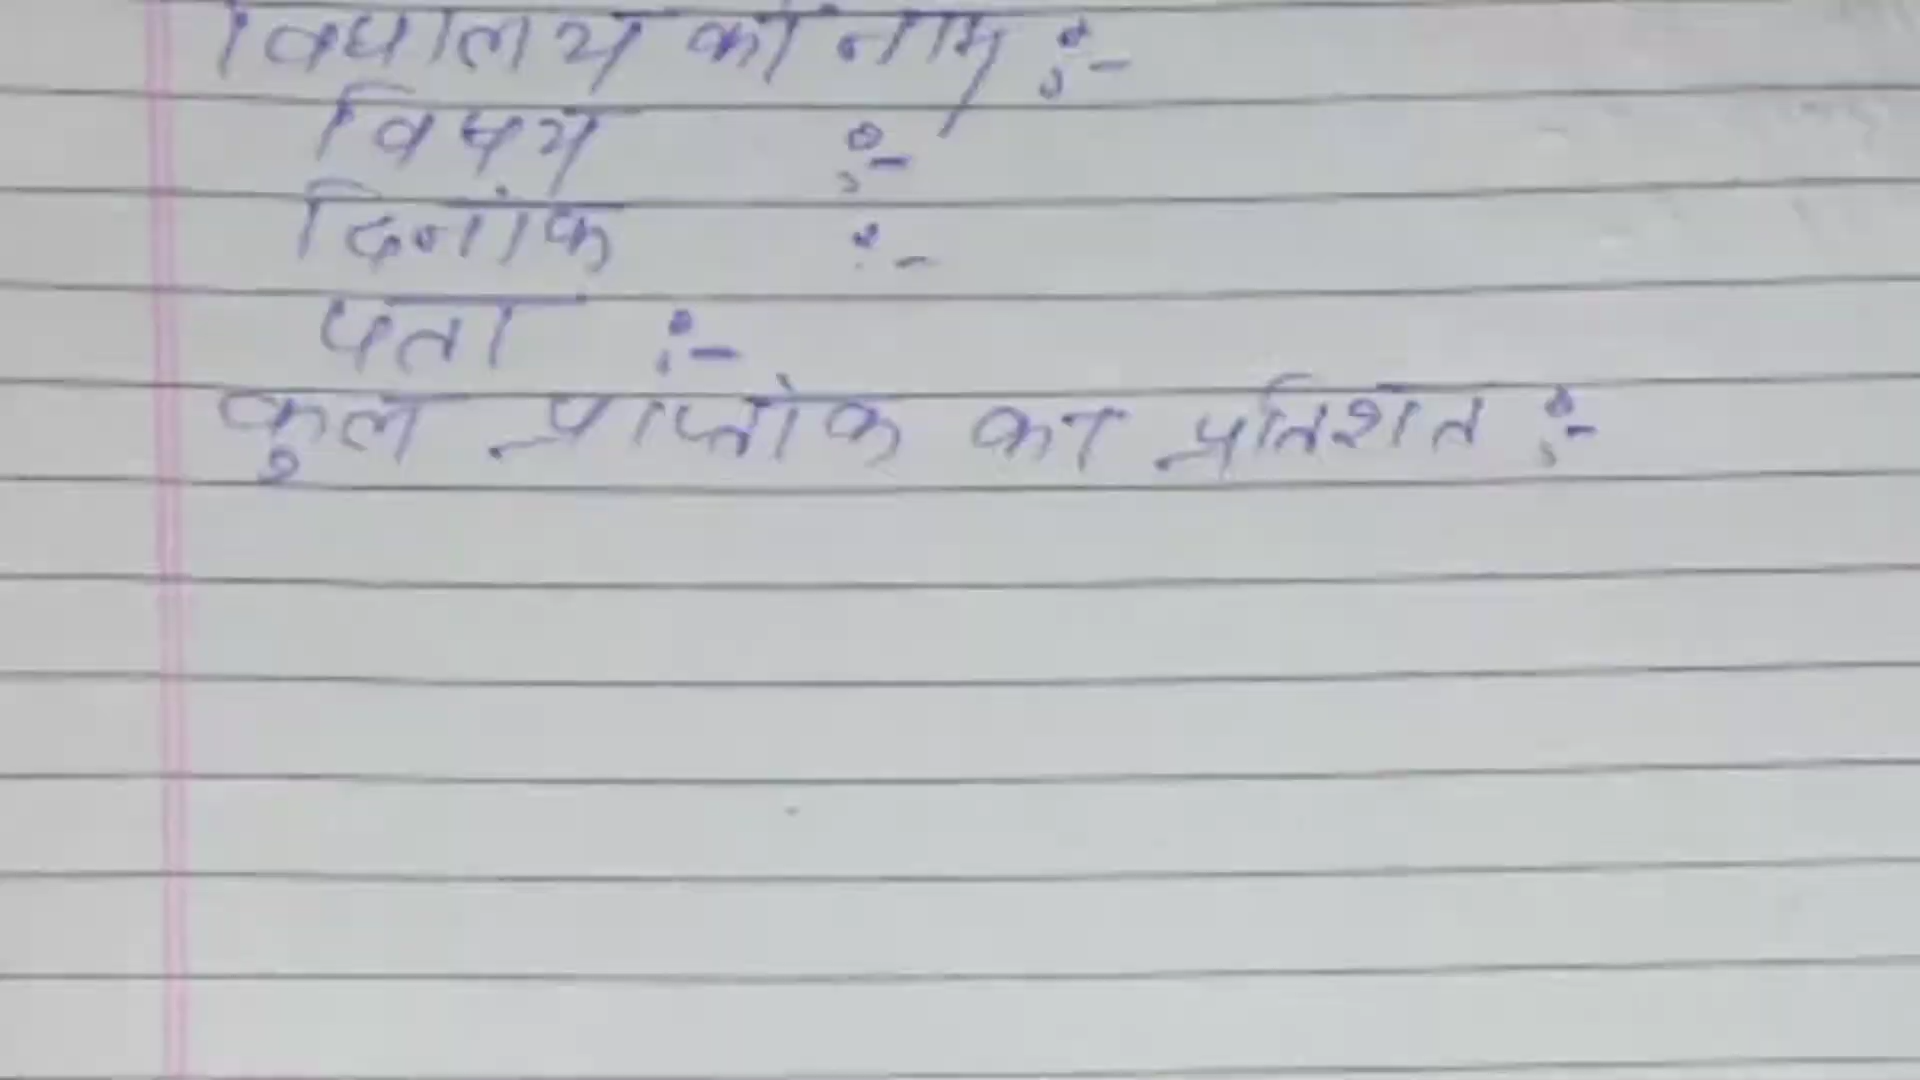 विधालय का नाम :-
विषय :-
दिनांक :-
पता :-
कुल प्राप्तांक का प्रतिशत :-